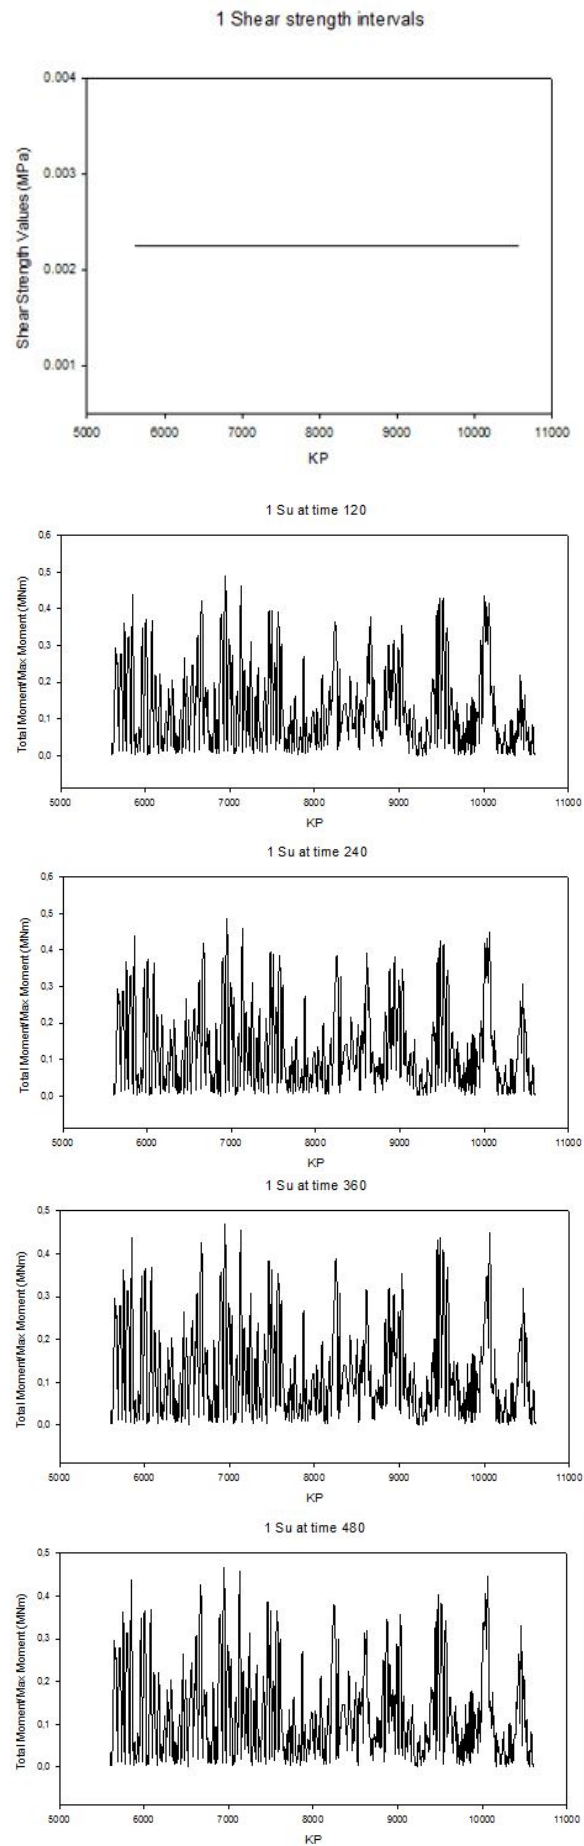 1 Shear strength intervals
0.004
0.003
0.002
0.001
Shear Strength Values (MPa)
5000 6000 7000 8000 9000 10000 11000
KP
1 Su at time 120
0,6
0,5
0,4
0,3
0,2
0,1
0,0
Total Moment/Max Moment (MNm)
5000 6000 7000 8000 9000 10000 11000
KP
1 Su at time 240
0,6
0,5
0,4
0,3
0,2
0,1
0,0
Total Moment/Max Moment (MNm)
5000 6000 7000 8000 9000 10000 11000
KP
1 Su at time 360
0,5
0,4
0,3
0,2
0,1
0,0
Total Moment/Max Moment (MNm)
5000 6000 7000 8000 9000 10000 11000
KP
1 Su at time 480
0,5
0,4
0,3
0,2
0,1
0,0
Total Moment/Max Moment (MNm)
5000 6000 7000 8000 9000 10000 11000
KP